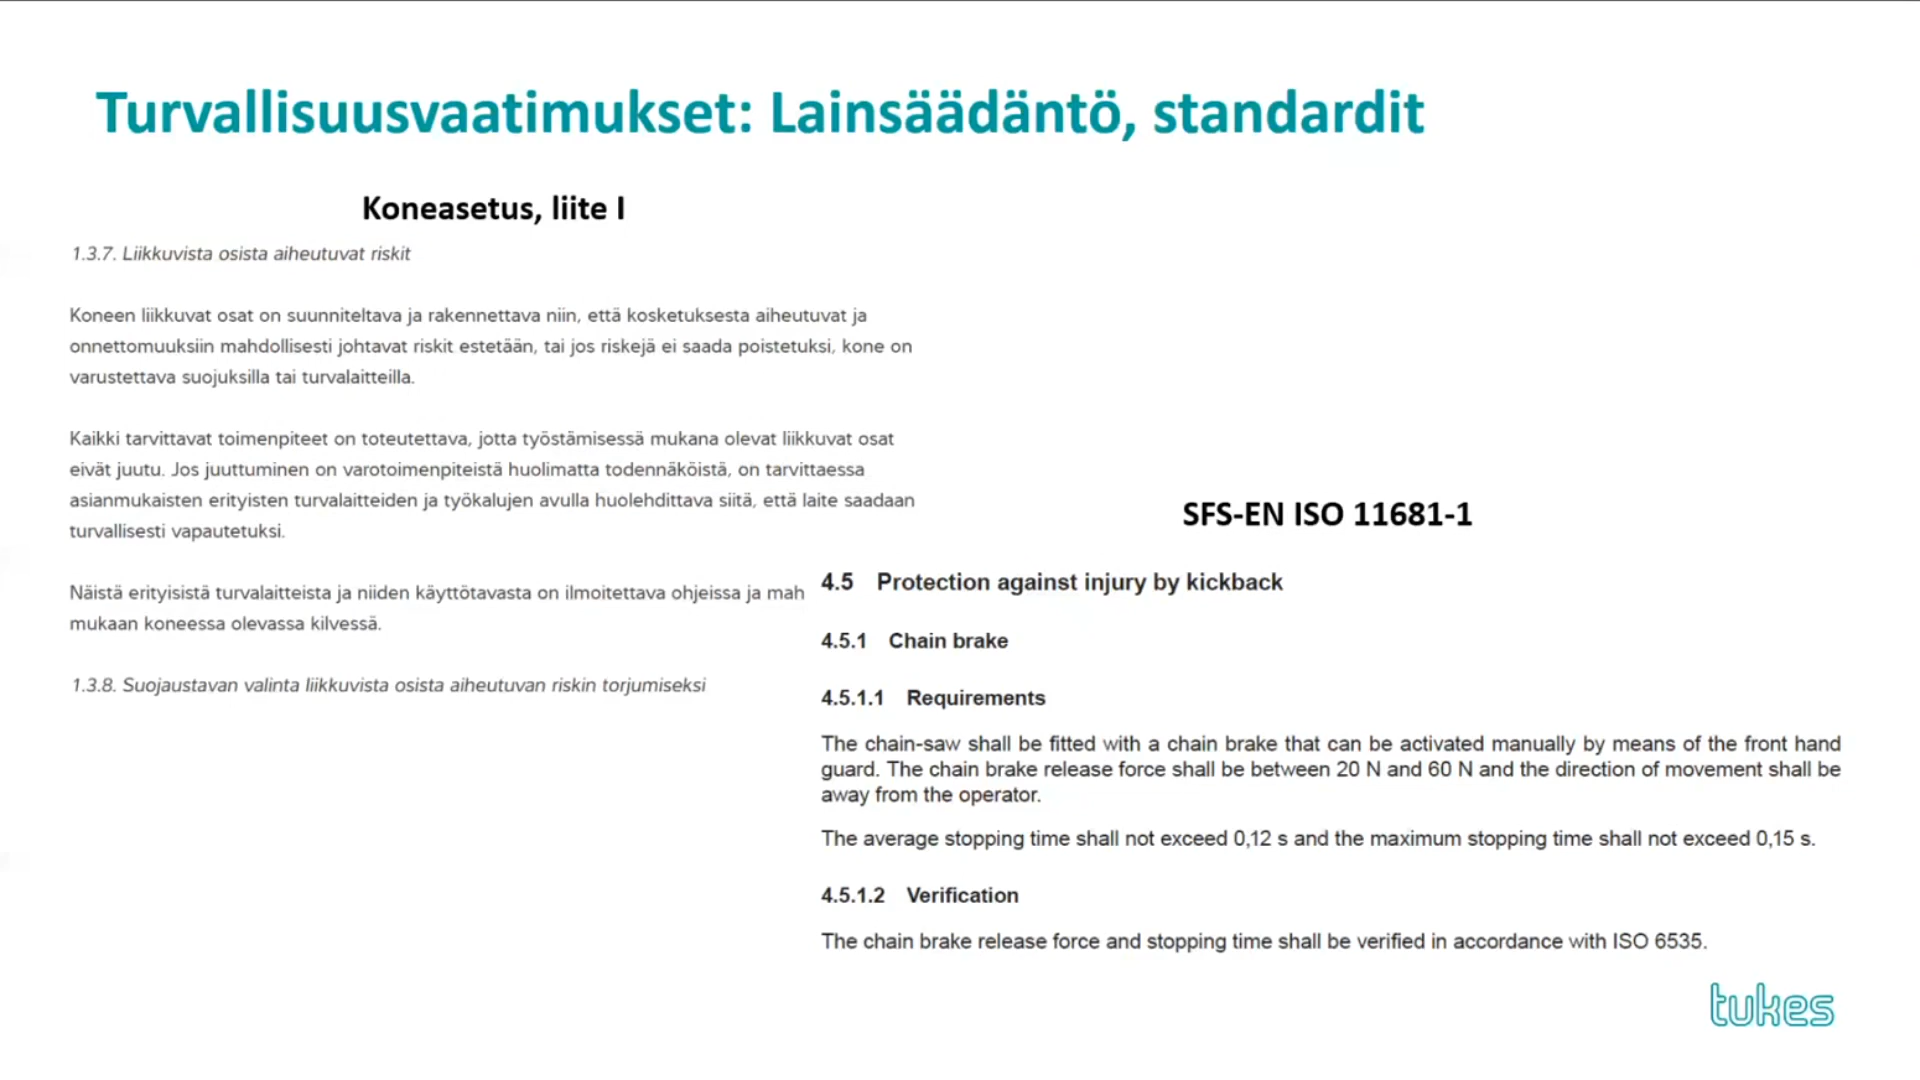 Turvallisuusvaatimukset: Lainsäädäntö, standardit
Koneasetus, liite I
1.3.7. Liikkuvista osista aiheutuvat riskit
Koneen liikkuvat osat on suunniteltava ja rakennettava niin, että kosketuksesta aiheutuvat ja
onnettomuuksiin mahdollisesti johtavat riskit estetään, tai jos riskejä ei saada poistetuksi, kone on
varustettava suojuksilla tai turvalaitteilla.
Kaikki tarvittavat toimenpiteet on toteutettava, jotta työstämisessä mukana olevat liikkuvat osat
eivät juutu. Jos juuttuminen on varotoimenpiteistä huolimatta todennäköistä, on tarvittaessa
asianmukaisten erityisten turvalaitteiden ja työkalujen avulla huolehdittava siitä, että laite saadaan
turvallisesti vapautetuksi.
Näistä erityisistä turvalaitteista ja niiden käyttötavasta on ilmoitettava ohjeissa ja mah
mukaan koneessa olevassa kilvessä.
1.3.8. Suojaustavan valinta liikkuvista osista aiheutuvan riskin torjumiseksi
SFS-EN ISO 11681-1
4.5 Protection against injury by kickback
4.5.1 Chain brake
4.5.1.1 Requirements
The chain-saw shall be fitted with a chain brake that can be activated manually by means of the front hand
guard. The chain brake release force shall be between 20 N and 60 N and the direction of movement shall be
away from the operator.
The average stopping time shall not exceed 0,12 s and the maximum stopping time shall not exceed 0,15 s.
4.5.1.2 Verification
The chain brake release force and stopping time shall be verified in accordance with ISO 6535.
tukes